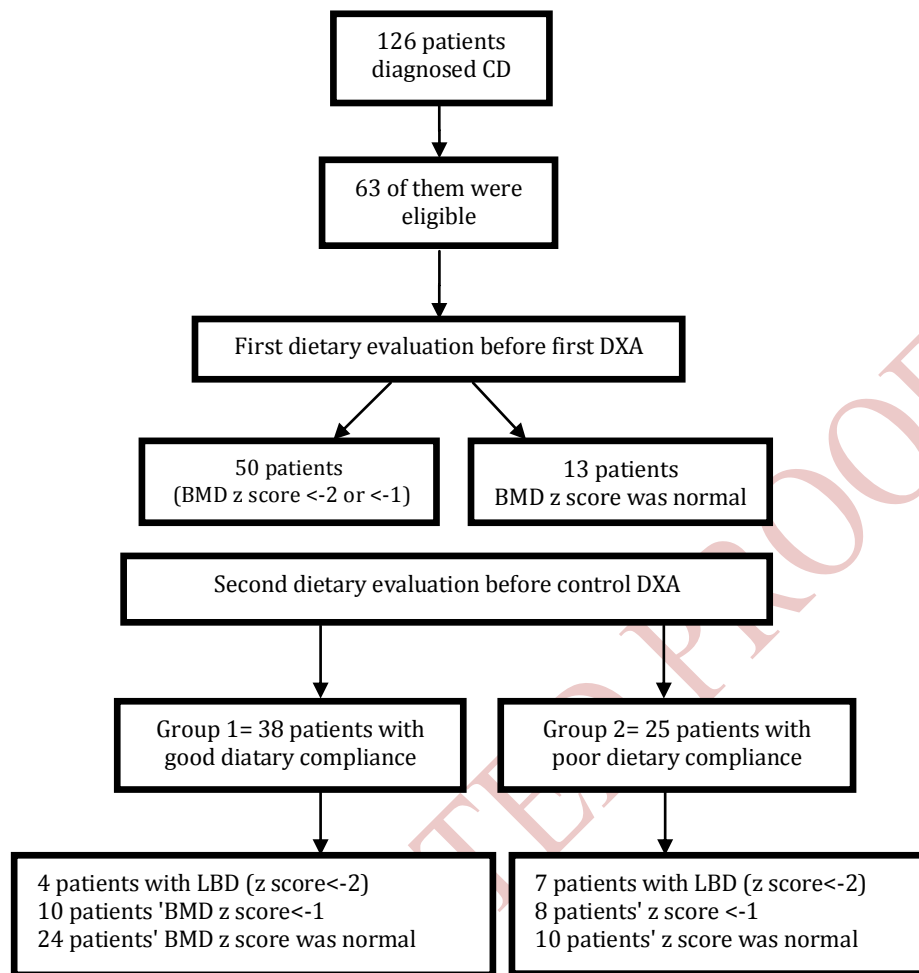 126 patients
diagnosed CD
63 of them were
eligible
First dietary evaluation before first DXA
50 patients
(BMD z score <-2 or <-1)
13 patients
BMD z score was normal
Second dietary evaluation before control DXA
Group 1= 38 patients with
good diatary compliance
Group 2= 25 patients with
poor dietary compliance
4 patients with LBD (z score<-2)
10 patients 'BMD z score<-1
24 patients' BMD z score was normal
7 patients with LBD (z score<-2)
8 patients' z score <-1
10 patients' z score was normal